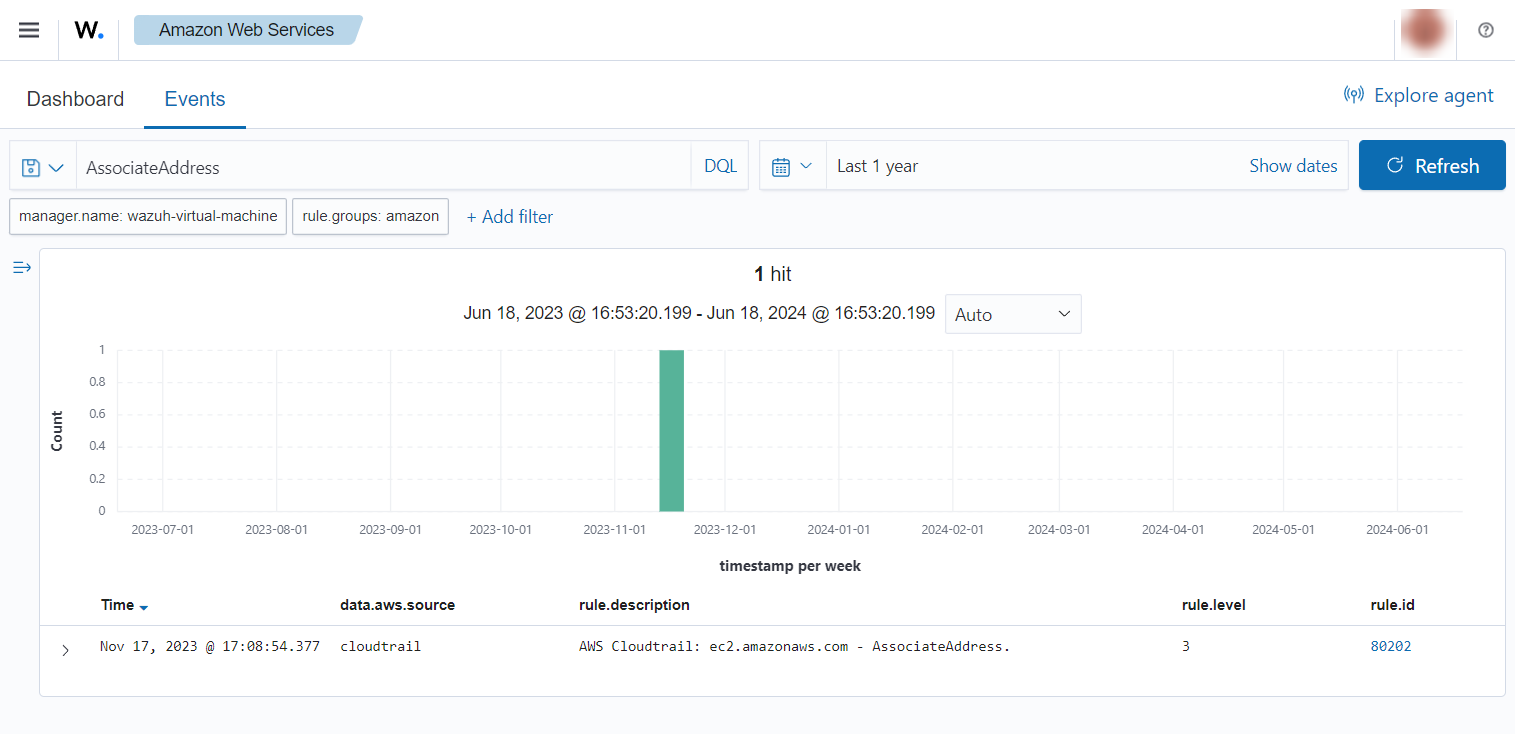 W. Amazon Web Services
Dashboard Events Explore agent
AssociateAddress DQL Last 1 year Show dates Refresh
manager.name: wazuh-virtual-machine rule.groups: amazon + Add filter
1 hit
Jun 18, 2023 @ 16:53:20.199 - Jun 18, 2024 @ 16:53:20.199 Auto
1
0.8
0.6
0.4
0.2
0
Count
2023-07-01 2023-08-01 2023-09-01 2023-10-01 2023-11-01 2023-12-01 2024-01-01 2024-02-01 2024-03-01 2024-04-01 2024-05-01 2024-06-01
timestamp per week
Time data.aws.source rule.description rule.level rule.id
Nov 17, 2023 @ 17:08:54.377 cloudtrail AWS Cloudtrail: ec2.amazonaws.com - AssociateAddress. 3 80202